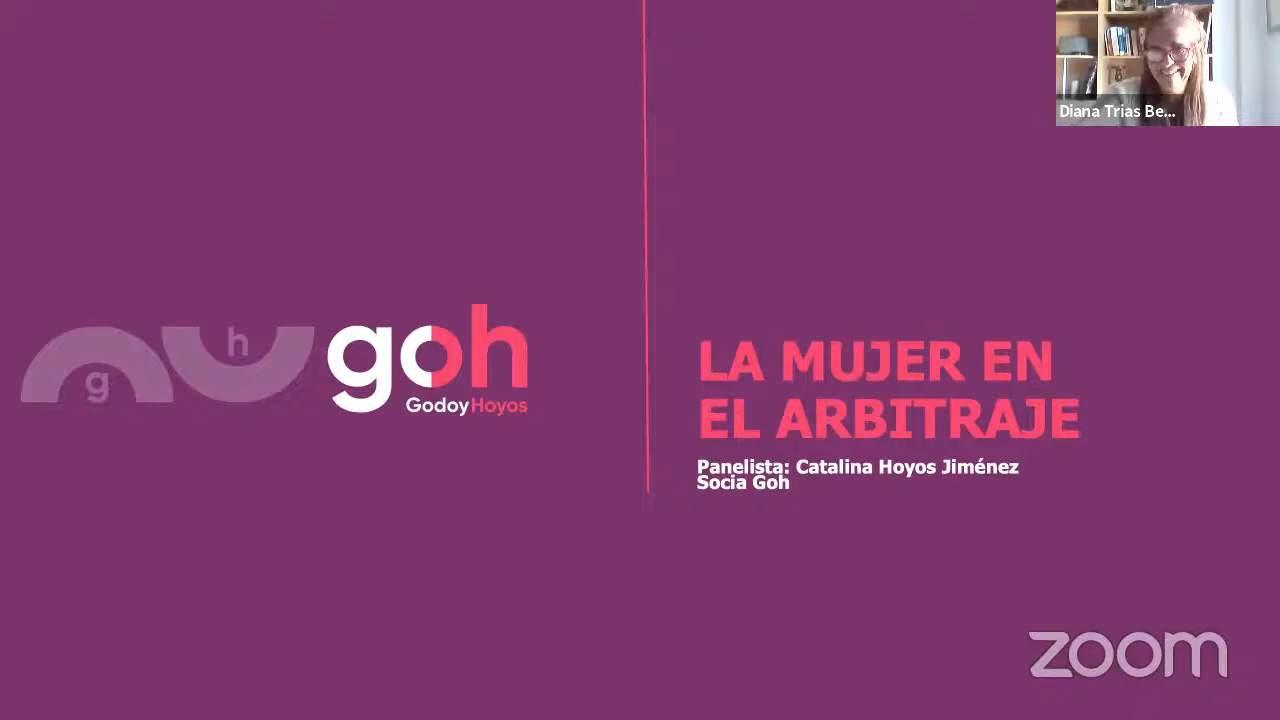 Diana Trias Be...
g
h
goh
GodoyHoyos
LA MUJER EN
EL ARBITRAJE
Panelista: Catalina Hoyos Jiménez
Socia Goh
zoom